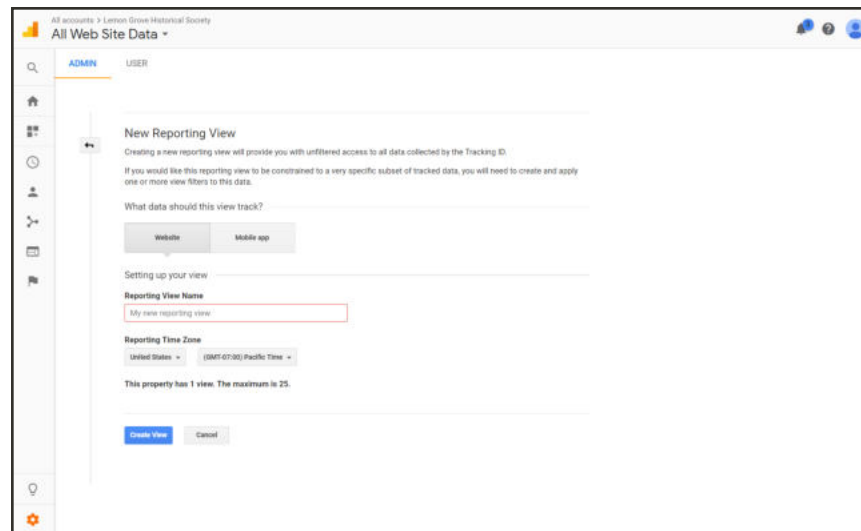 All accounts > Lemon Grove Historical Society
All Web Site Data
ADMIN USER
New Reporting View
Creating a new reporting view will provide you with unfiltered access to all data collected by the Tracking ID.
If you would like this reporting view to be constrained to a very specific subset of tracked data, you will need to create and apply
one or more view filters to this data.
What data should this view track?
Website Mobile app
Setting up your view
Reporting View Name
My new reporting view
Reporting Time Zone
United States (GMT-07:00) Pacific Time
This property has 1 view. The maximum is 25.
Create View Cancel